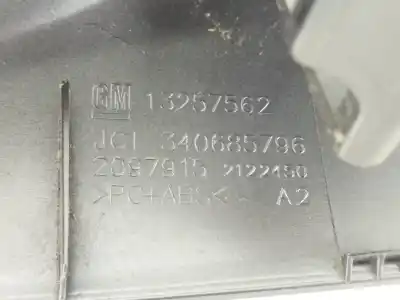 GM 13257562
JCI 340685796
2097915 2122450
>PC+ABS< A2